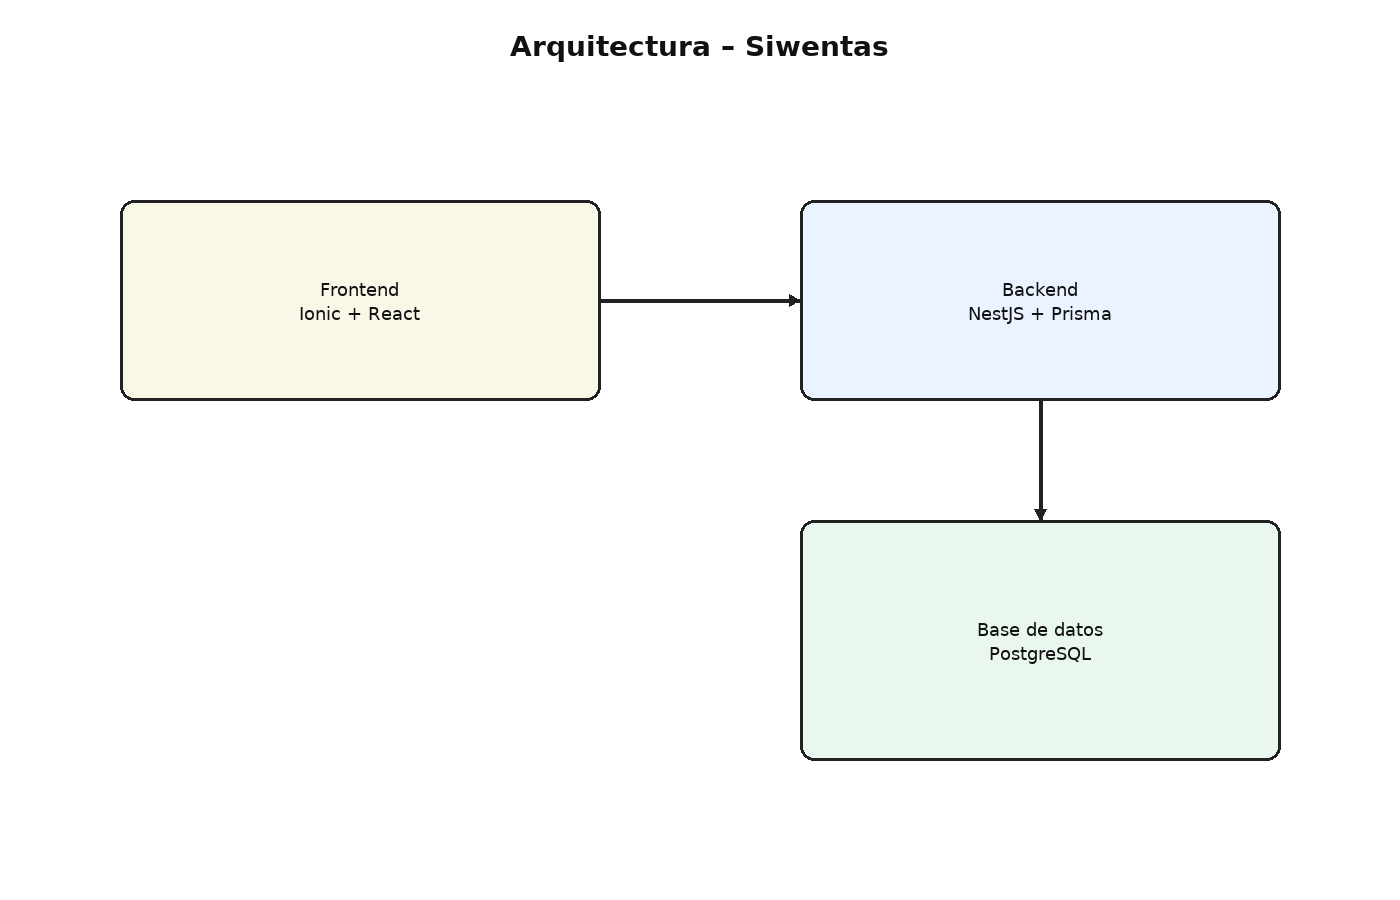 Arquitectura – Siwentas
Frontend
Ionic + React
Backend
NestJS + Prisma
Base de datos
PostgreSQL